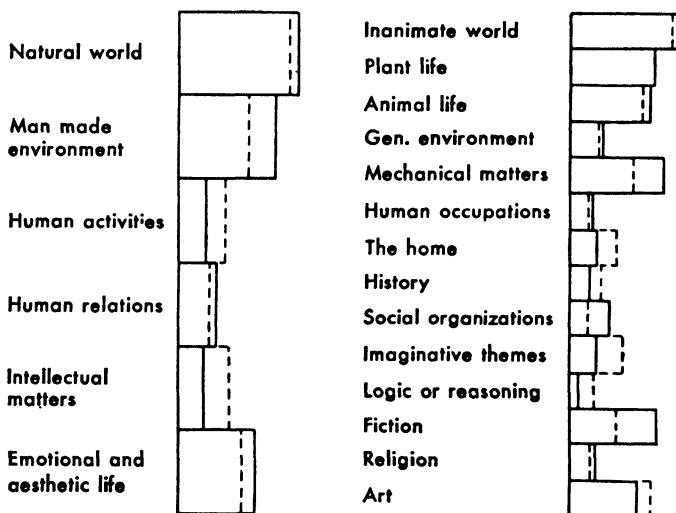 Natural world
Man made
environment
Human activities
Human relations
Intellectual
matters
Emotional and
aesthetic life
Inanimate world
Plant life
Animal life
Gen. environment
Mechanical matters
Human occupations
The home
History
Social organizations
Imaginative themes
Logic or reasoning
Fiction
Religion
Art